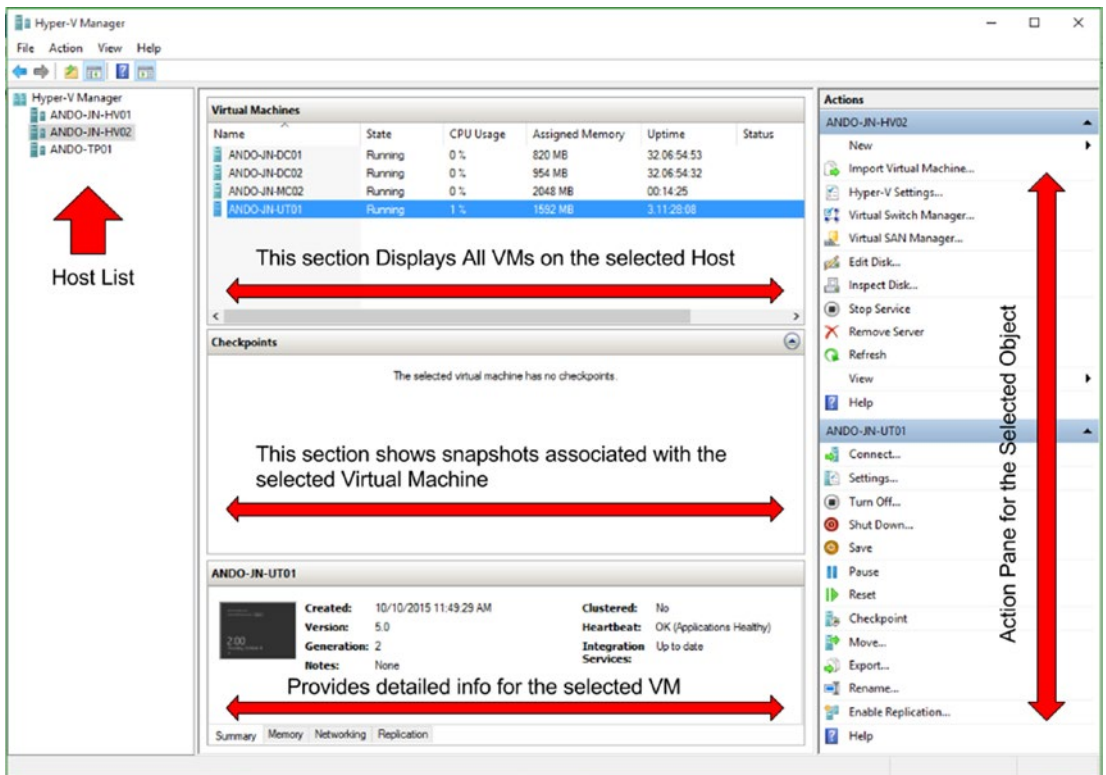 Hyper-V Manager
File Action View Help
Hyper-V Manager
ANDO-JN-HV01
ANDO-JN-HV02
ANDO-TP01
Host List
Virtual Machines
Name State CPU Usage Assigned Memory Uptime Status
ANDO-JN-DC01 Running 0 % 820 MB 32.06:54:53
ANDO-JN-DC02 Running 0 % 954 MB 32.06:54:32
ANDO-JN-MC02 Running 0 % 2048 MB 00:14:25
ANDO-JN-UT01 Running 1 % 1592 MB 3.11:28:08
This section Displays All VMs on the selected Host
Checkpoints
The selected virtual machine has no checkpoints.
This section shows snapshots associated with the
selected Virtual Machine
ANDO-JN-UT01
Created: 10/10/2015 11:49:29 AM Clustered: No
Version: 5.0 Heartbeat: OK (Applications Healthy)
Generation: 2 Integration Up to date
Services:
Notes: None
2:00
Provides detailed info for the selected VM
Summary Memory Networking Replication
Actions
ANDO-JN-HV02
New
Import Virtual Machine...
Hyper-V Settings...
Virtual Switch Manager...
Virtual SAN Manager...
Edit Disk...
Inspect Disk...
Stop Service
Remove Server
Refresh
View
Help
ANDO-JN-UT01
Connect...
Settings...
Turn Off...
Shut Down...
Save
Pause
Reset
Checkpoint
Move...
Export...
Rename...
Enable Replication...
Help
Action Pane for the Selected Object